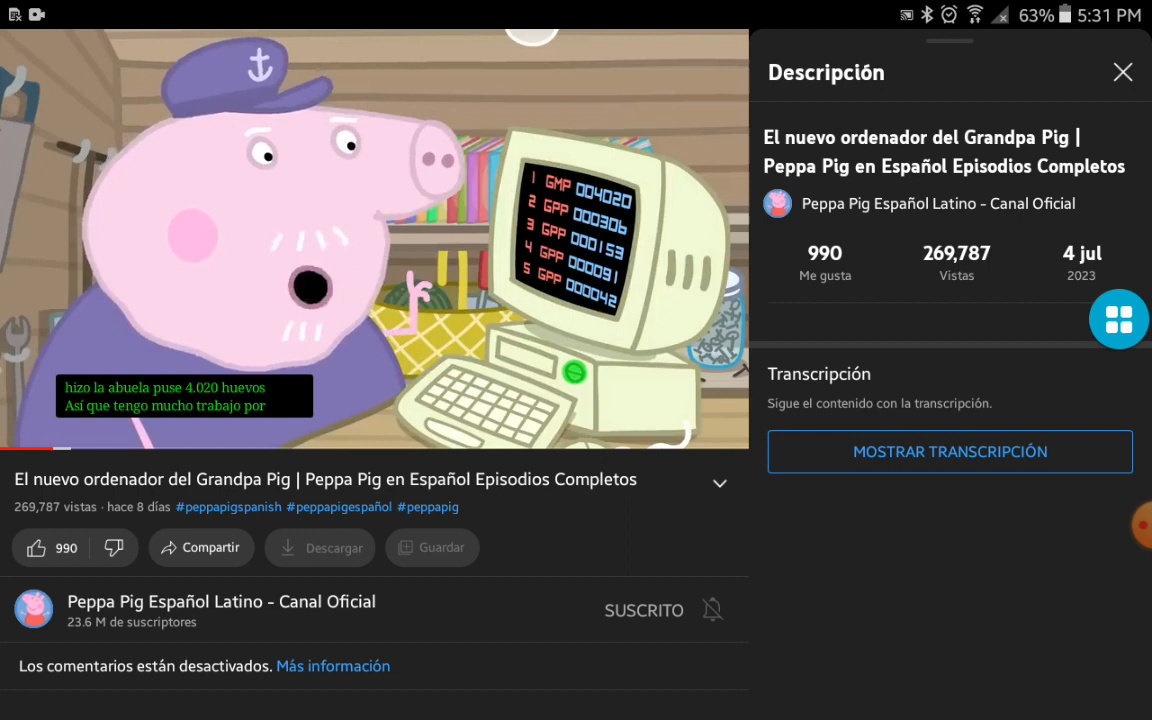 63% 5:31 PM
1 GMP 004020
2 GPP 000306
3 GPP 000153
4 GPP 000091
5 GPP 000042
hizo la abuela puse 4.020 huevos
Así que tengo mucho trabajo por
El nuevo ordenador del Grandpa Pig | Peppa Pig en Español Episodios Completos
269,787 vistas · hace 8 días #peppapigspanish #peppapigespañol #peppapig
990 Compartir Descargar Guardar
Peppa Pig Español Latino - Canal Oficial
23.6 M de suscriptores
SUSCRITO
Los comentarios están desactivados. Más información
Descripción
El nuevo ordenador del Grandpa Pig |
Peppa Pig en Español Episodios Completos
Peppa Pig Español Latino - Canal Oficial
990 269,787 4 jul
Me gusta Vistas 2023
Transcripción
Sigue el contenido con la transcripción.
MOSTRAR TRANSCRIPCIÓN